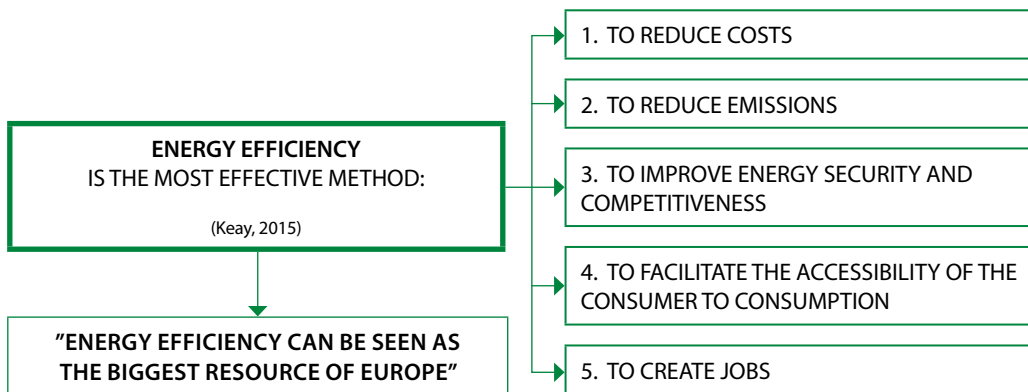 ENERGY EFFICIENCY
IS THE MOST EFFECTIVE METHOD:
(Keay, 2015)
”ENERGY EFFICIENCY CAN BE SEEN AS
THE BIGGEST RESOURCE OF EUROPE”
1. TO REDUCE COSTS
2. TO REDUCE EMISSIONS
3. TO IMPROVE ENERGY SECURITY AND
COMPETITIVENESS
4. TO FACILITATE THE ACCESSIBILITY OF THE
CONSUMER TO CONSUMPTION
5. TO CREATE JOBS